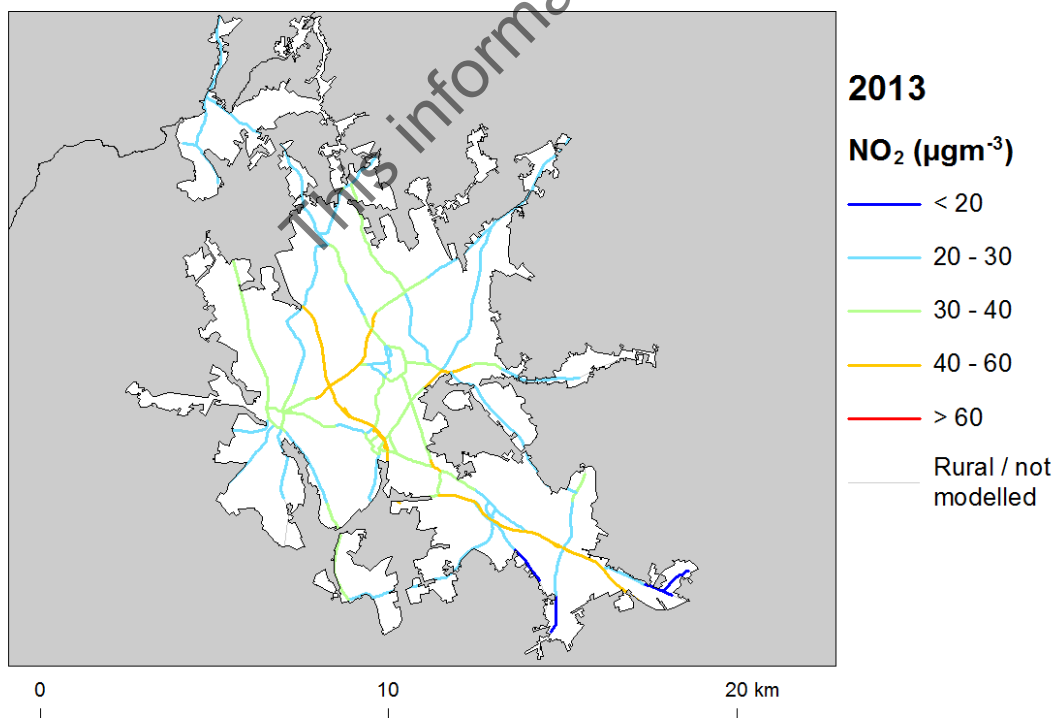 This informa
2013
NO₂ (µgm⁻³)
< 20
20 - 30
30 - 40
40 - 60
> 60
Rural / not
modelled
0 10 20 km